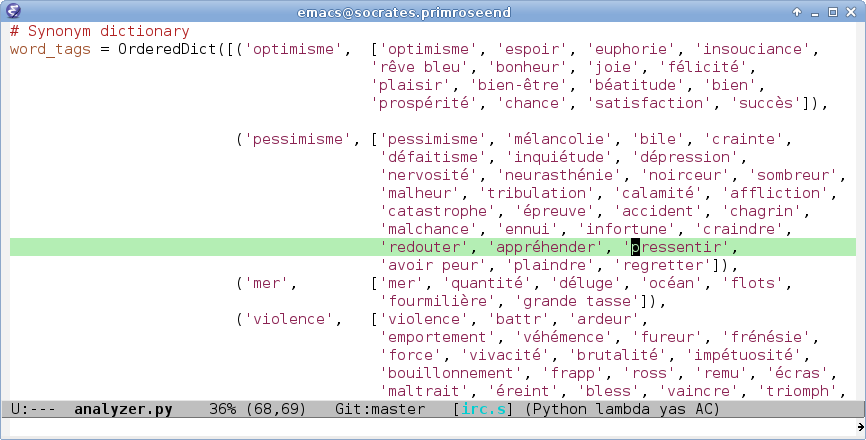 emacs@socrates.primroseend
# Synonym dictionary
word_tags = OrderedDict([('optimisme',  ['optimisme', 'espoir', 'euphorie', 'insouciance',
'rêve bleu', 'bonheur', 'joie', 'félicité',
'plaisir', 'bien-être', 'béatitude', 'bien',
'prospérité', 'chance', 'satisfaction', 'succès']),
('pessimisme', ['pessimisme', 'mélancolie', 'bile', 'crainte',
'défaitisme', 'inquiétude', 'dépression',
'nervosité', 'neurasthénie', 'noirceur', 'sombreur',
'malheur', 'tribulation', 'calamité', 'affliction',
'catastrophe', 'épreuve', 'accident', 'chagrin',
'malchance', 'ennui', 'infortune', 'craindre',
'redouter', 'appréhender', 'pressentir',
'avoir peur', 'plaindre', 'regretter']),
('mer',        ['mer', 'quantité', 'déluge', 'océan', 'flots',
'fourmilière', 'grande tasse']),
('violence',   ['violence', 'battr', 'ardeur',
'emportement', 'véhémence', 'fureur', 'frénésie',
'force', 'vivacité', 'brutalité', 'impétuosité',
'bouillonnement', 'frapp', 'ross', 'remu', 'écras',
'maltrait', 'éreint', 'bless', 'vaincre', 'triomph',
U:---  analyzer.py    36% (68,69)   Git:master   [irc.s] (Python lambda yas AC)